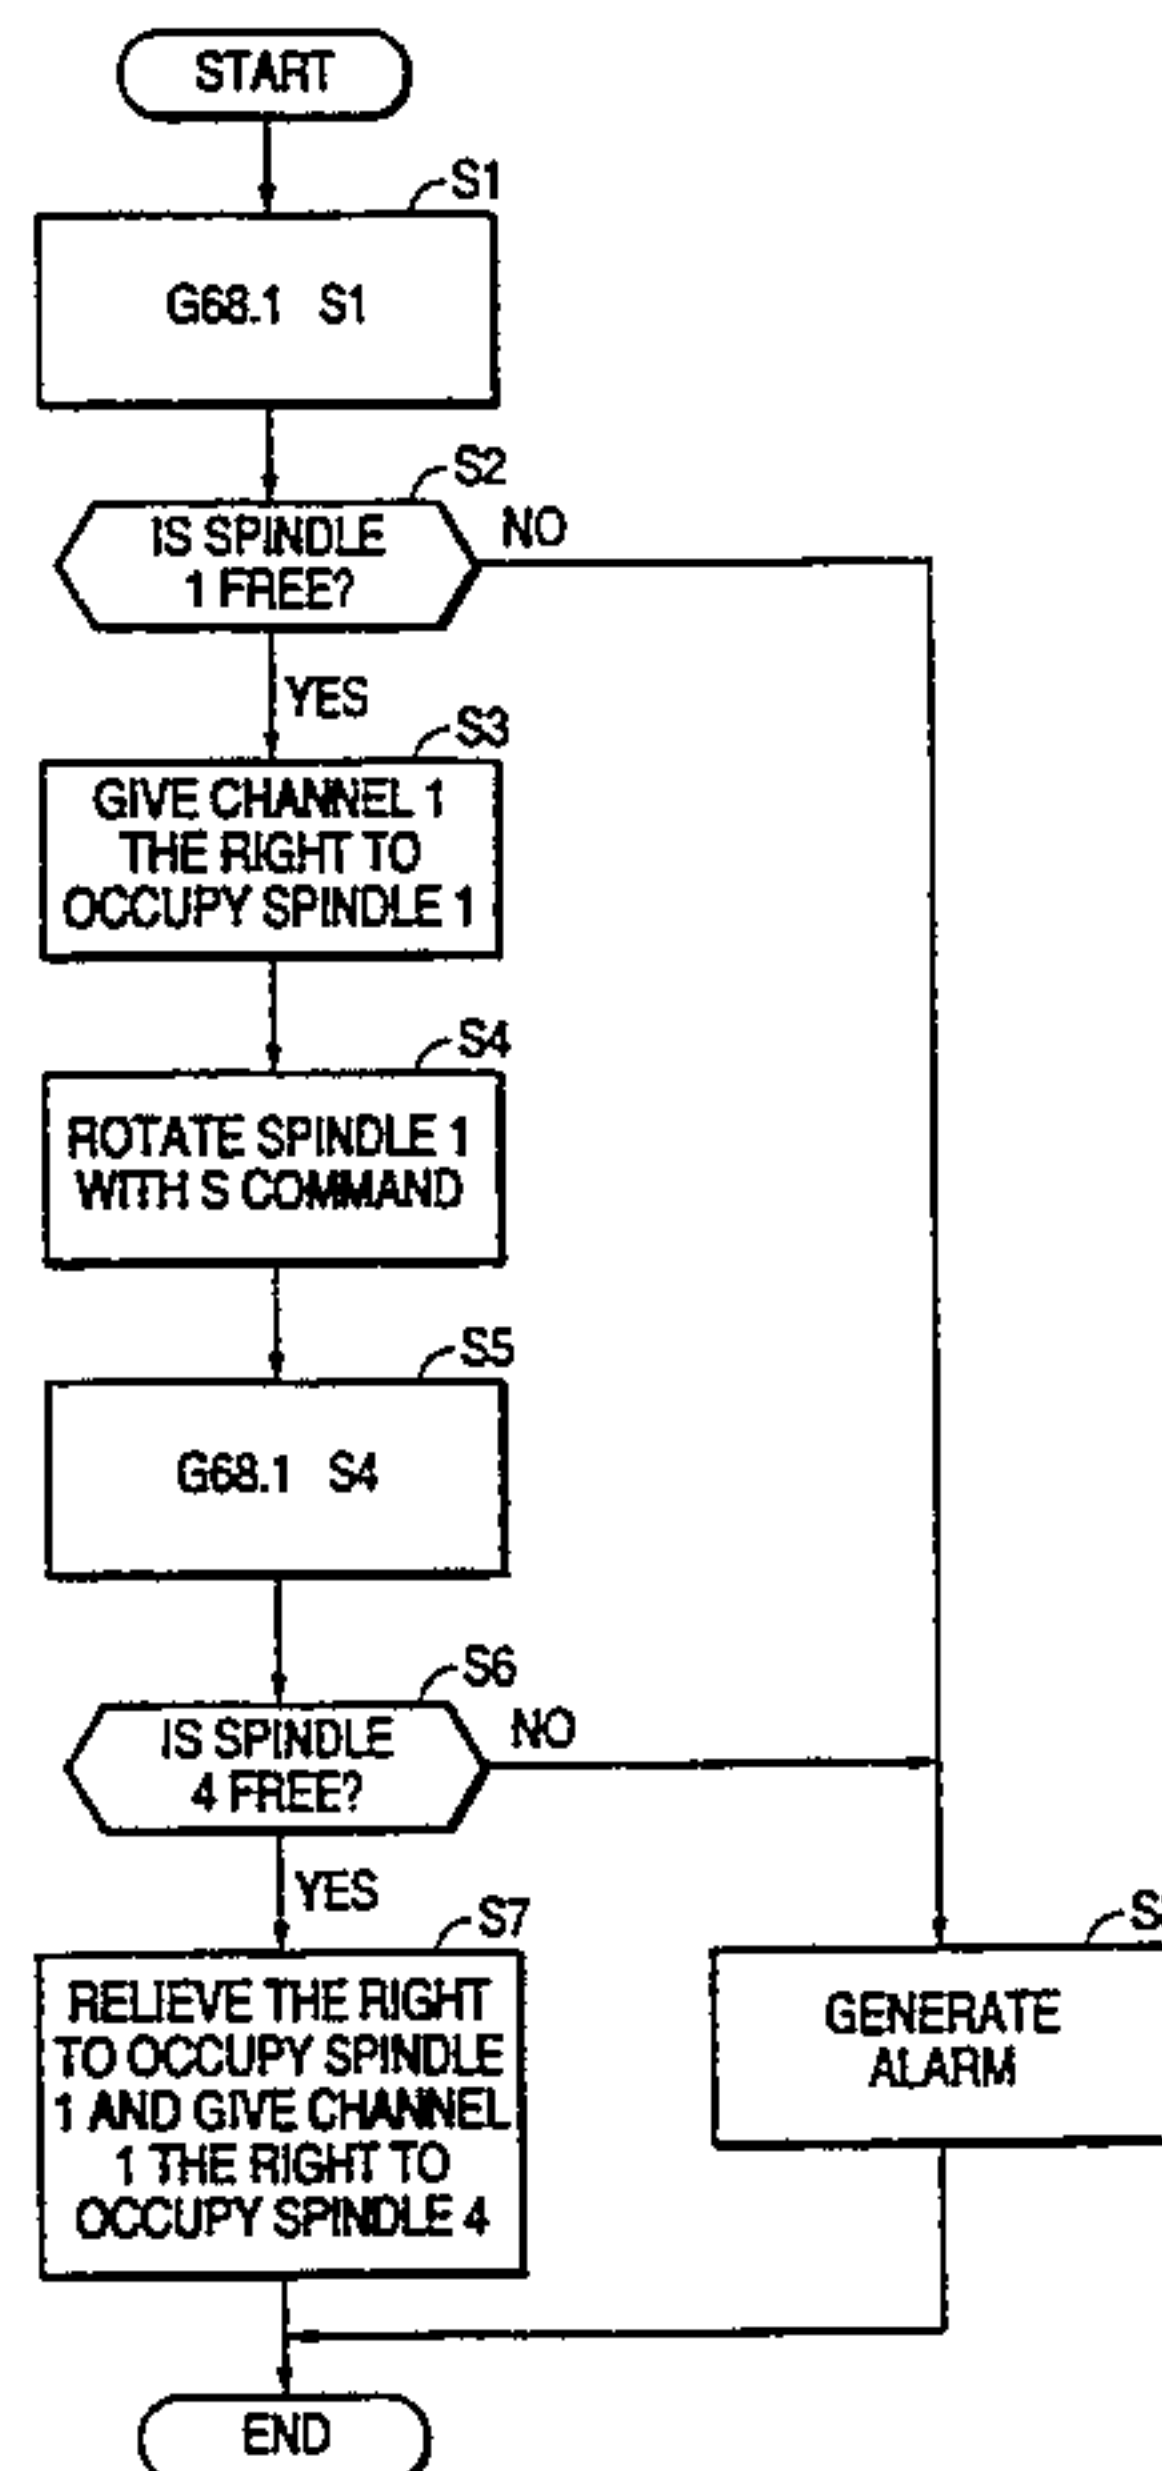 START
S1
G68.1 S1
S2
IS SPINDLE
1 FREE?
NO
YES
S3
GIVE CHANNEL 1
THE RIGHT TO
OCCUPY SPINDLE 1
S4
ROTATE SPINDLE 1
WITH S COMMAND
S5
G68.1 S4
S6
IS SPINDLE
4 FREE?
NO
YES
S7
RELIEVE THE RIGHT
TO OCCUPY SPINDLE
1 AND GIVE CHANNEL
1 THE RIGHT TO
OCCUPY SPINDLE 4
GENERATE
ALARM
END